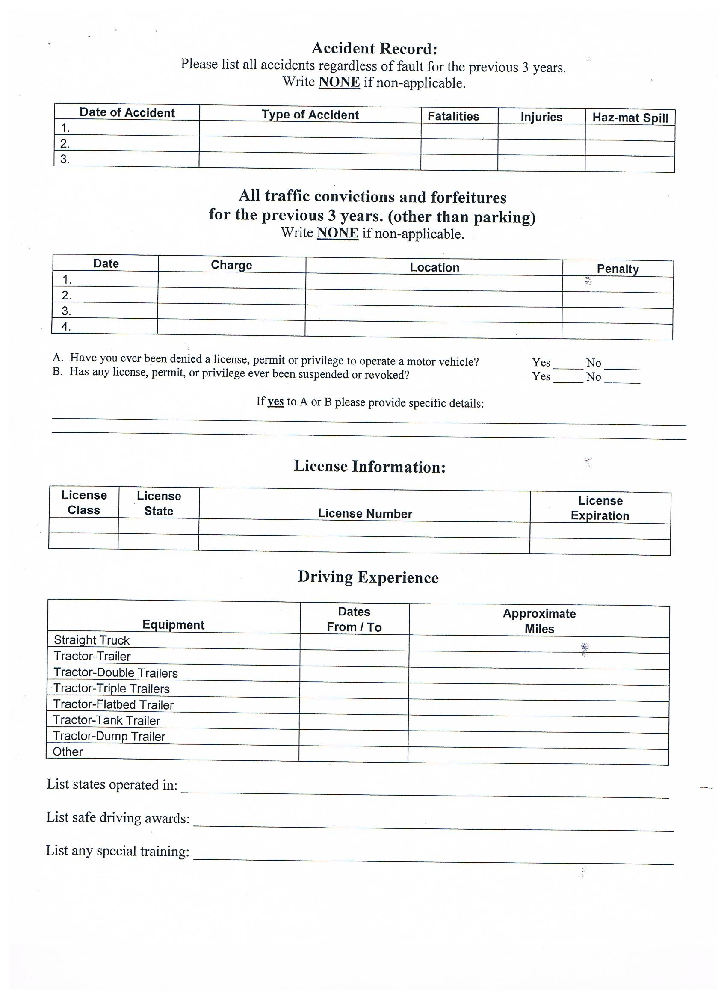 Accident Record:
Please list all accidents regardless of fault for the previous 3 years.
Write NONE if non-applicable.
Date of Accident Type of Accident Fatalities Injuries Haz-mat Spill
1.
2.
3.
All traffic convictions and forfeitures
for the previous 3 years. (other than parking)
Write NONE if non-applicable.
Date Charge Location Penalty
1.
2.
3.
4.
A. Have you ever been denied a license, permit or privilege to operate a motor vehicle? Yes _____ No ______
B. Has any license, permit, or privilege ever been suspended or revoked? Yes _____ No ______
If yes to A or B please provide specific details:
License Information:
License Class License State License Number License Expiration
Driving Experience
Equipment Dates From / To Approximate Miles
Straight Truck
Tractor-Trailer
Tractor-Double Trailers
Tractor-Triple Trailers
Tractor-Flatbed Trailer
Tractor-Tank Trailer
Tractor-Dump Trailer
Other
List states operated in:
List safe driving awards:
List any special training: